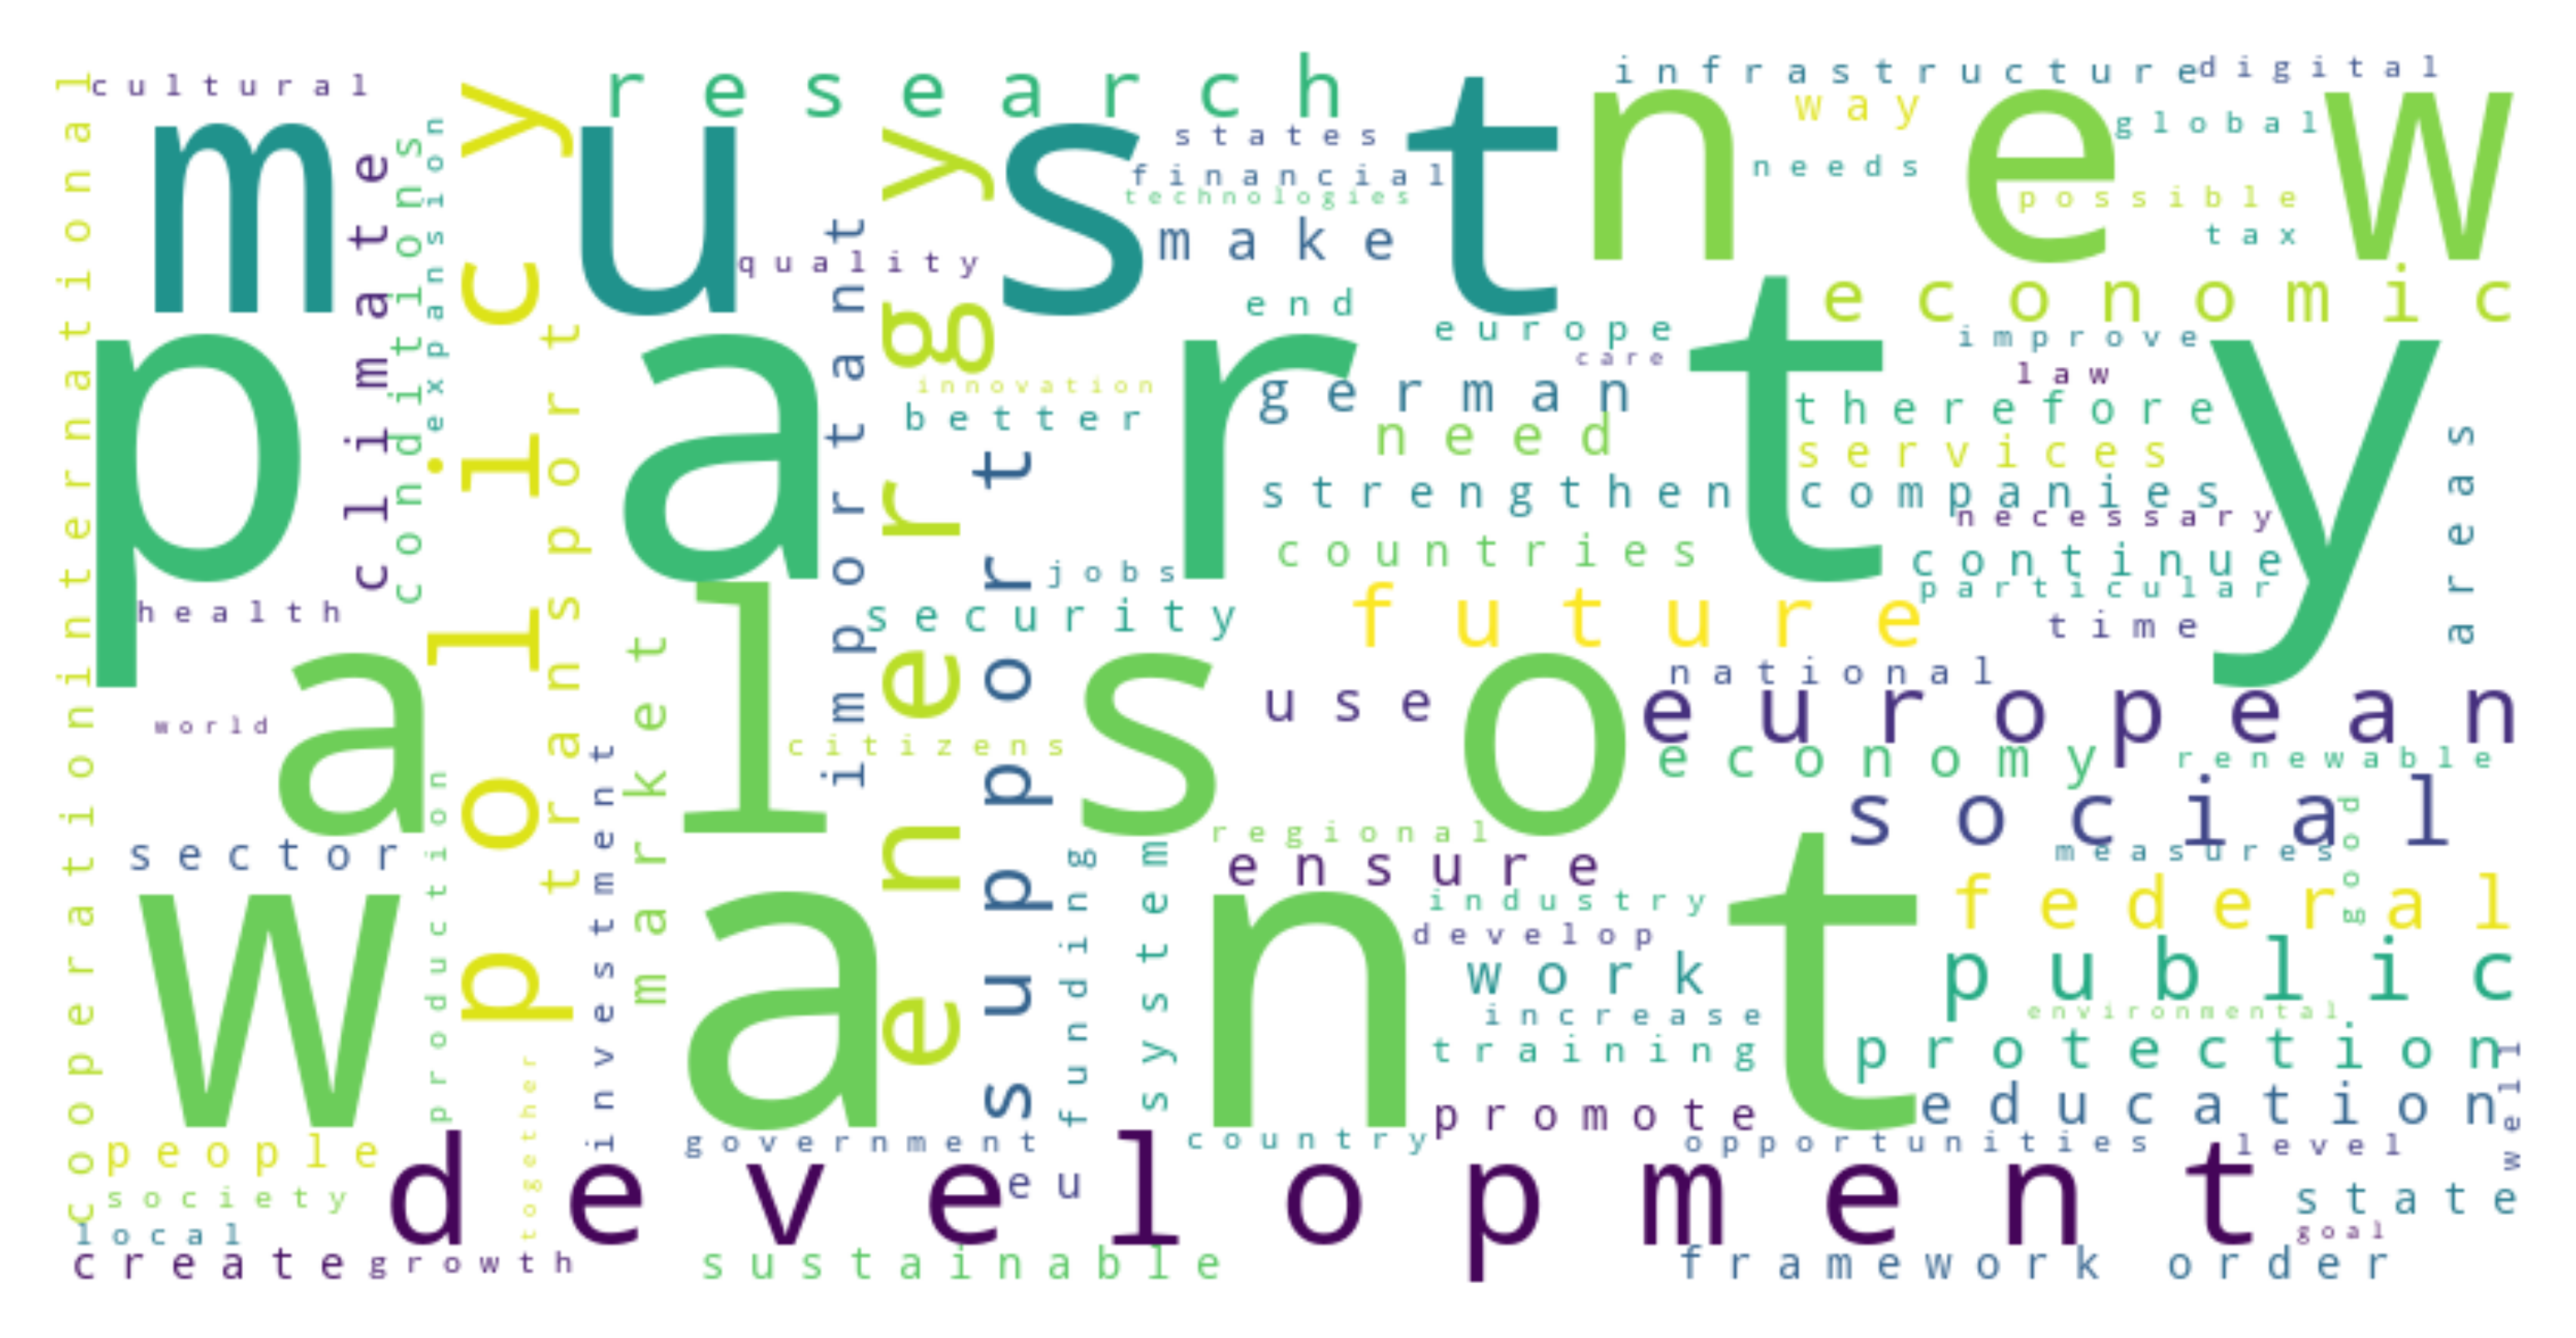 cultural
research
infrastructure
digital
must
new
way
global
states
financial
technologies
needs
possible
tax
make
quality
economic
end
europe
improve
care
law
party
innovation
german
better
need
therefore
services
strengthen
companies
necessary
countries
continue
jobs
particular
security
future
health
time
also
national
use
european
world
citizens
economy
renewable
social
regional
sector
ensure
measures
want
industry
federal
develop
work
public
increase
environmental
training
protection
promote
education
government
country
opportunities
level
people
development
eu
society
state
local
goal
create
growth
sustainable
framework
order
international
cooperation
climate
conditions
expansion
policy
transport
production
together
investment
market
important
energy
support
funding
system
areas
good
well